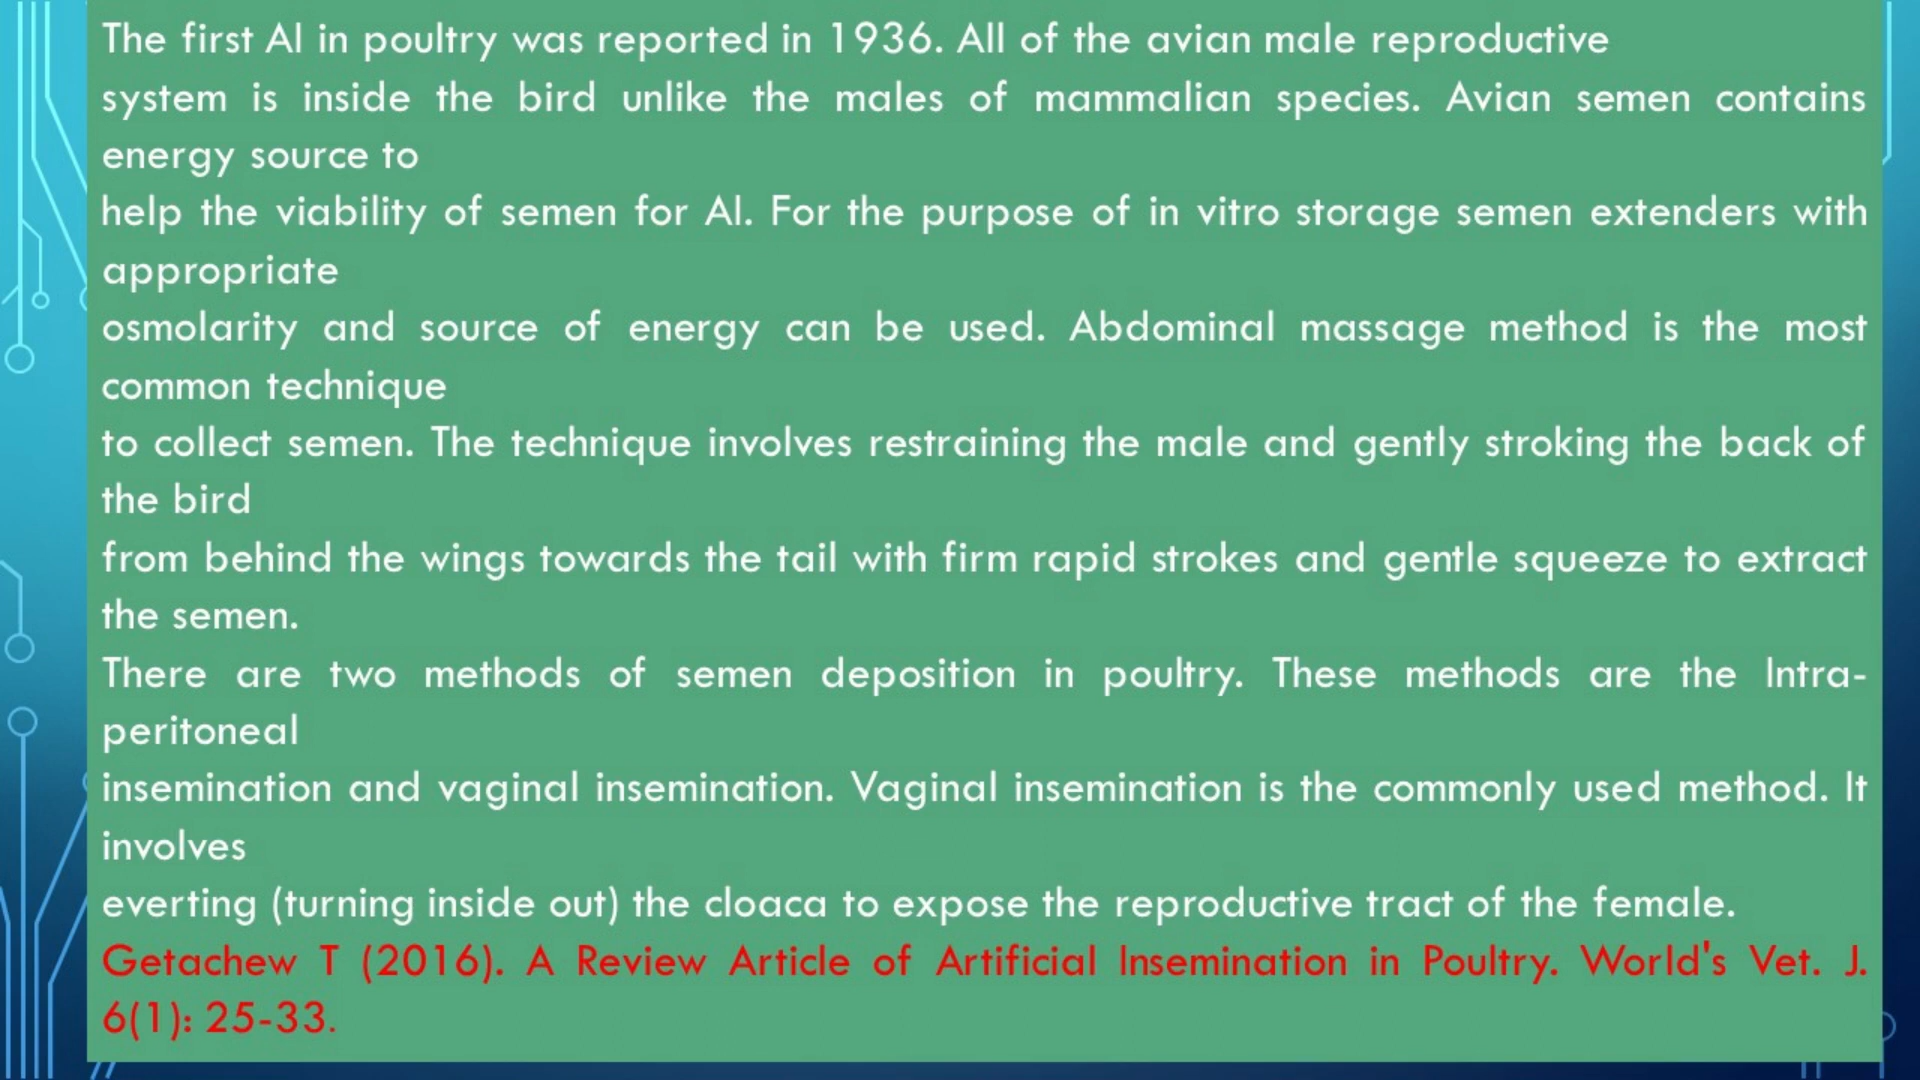 The first AI in poultry was reported in 1936. All of the avian male reproductive
system is inside the bird unlike the males of mammalian species. Avian semen contains
energy source to
help the viability of semen for AI. For the purpose of in vitro storage semen extenders with
appropriate
osmolarity and source of energy can be used. Abdominal massage method is the most
common technique
to collect semen. The technique involves restraining the male and gently stroking the back of
the bird
from behind the wings towards the tail with firm rapid strokes and gentle squeeze to extract
the semen.
There are two methods of semen deposition in poultry. These methods are the Intra-
peritoneal
insemination and vaginal insemination. Vaginal insemination is the commonly used method. It
involves
everting (turning inside out) the cloaca to expose the reproductive tract of the female.
Getachew T (2016). A Review Article of Artificial Insemination in Poultry. World's Vet. J.
6(1): 25-33.